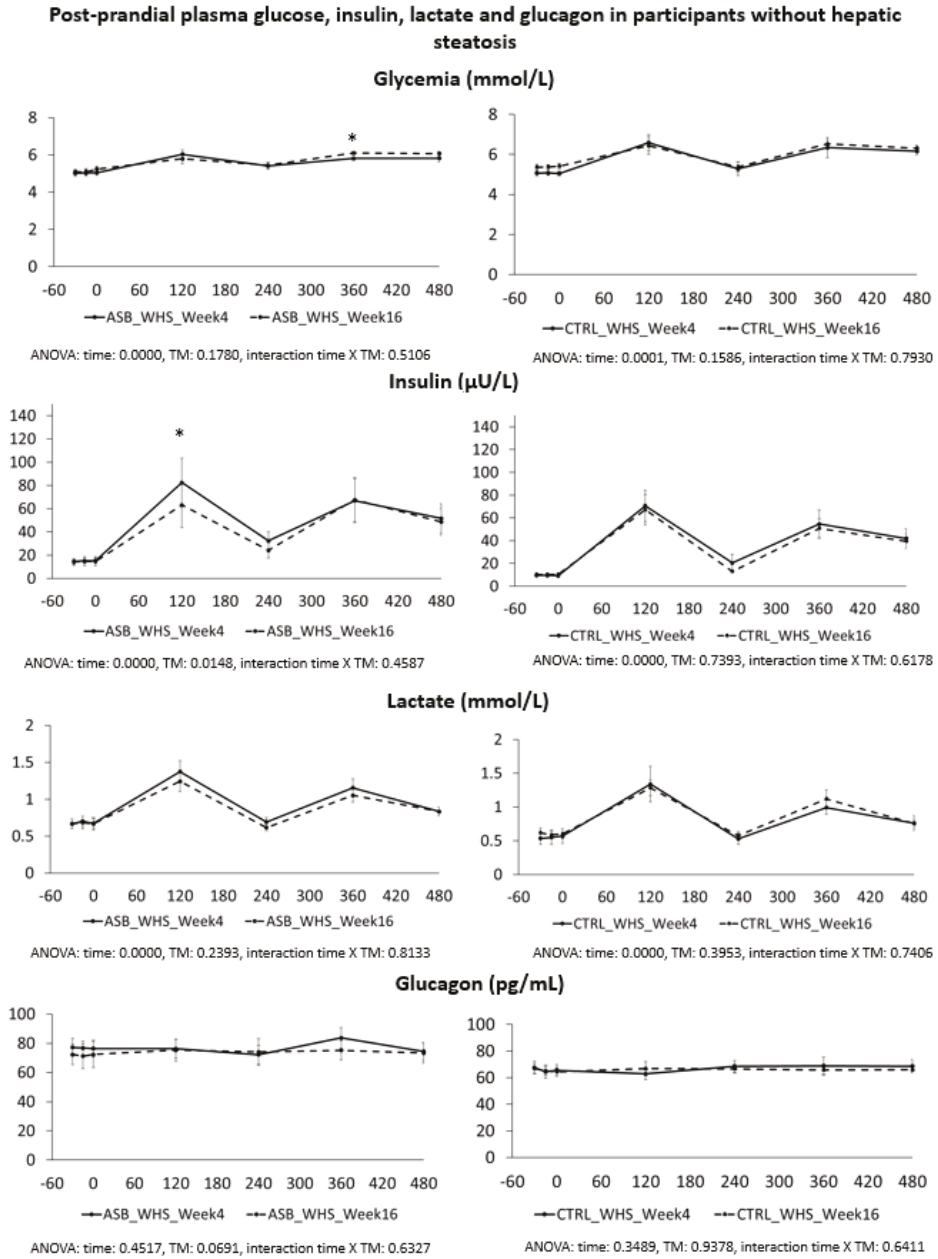 Post-prandial plasma glucose, insulin, lactate and glucagon in participants without hepatic
steatosis
Glycemia (mmol/L)
8
6
4
2
0
*
-60 0 60 120 180 240 300 360 420 480
ASB_WHS_Week4 ASB_WHS_Week16
ANOVA: time: 0.0000, TM: 0.1780, interaction time X TM: 0.5106
8
6
4
2
0
-60 0 60 120 180 240 300 360 420 480
CTRL_WHS_Week4 CTRL_WHS_Week16
ANOVA: time: 0.0001, TM: 0.1586, interaction time X TM: 0.7930
Insulin (µU/L)
140
120
100
80
60
40
20
0
*
-60 0 60 120 180 240 300 360 420 480
ASB_WHS_Week4 ASB_WHS_Week16
ANOVA: time: 0.0000, TM: 0.0148, interaction time X TM: 0.4587
140
120
100
80
60
40
20
0
-60 0 60 120 180 240 300 360 420 480
CTRL_WHS_Week4 CTRL_WHS_Week16
ANOVA: time: 0.0000, TM: 0.7393, interaction time X TM: 0.6178
Lactate (mmol/L)
2
1.5
1
0.5
0
-60 0 60 120 180 240 300 360 420 480
ASB_WHS_Week4 ASB_WHS_Week16
ANOVA: time: 0.0000, TM: 0.2393, interaction time X TM: 0.8133
2
1.5
1
0.5
0
-60 0 60 120 180 240 300 360 420 480
CTRL_WHS_Week4 CTRL_WHS_Week16
ANOVA: time: 0.0000, TM: 0.3953, interaction time X TM: 0.7406
Glucagon (pg/mL)
100
80
60
40
20
0
-60 0 60 120 180 240 300 360 420 480
ASB_WHS_Week4 ASB_WHS_Week16
ANOVA: time: 0.4517, TM: 0.0691, interaction time X TM: 0.6327
100
80
60
40
20
0
-60 0 60 120 180 240 300 360 420 480
CTRL_WHS_Week4 CTRL_WHS_Week16
ANOVA: time: 0.3489, TM: 0.9378, interaction time X TM: 0.6411